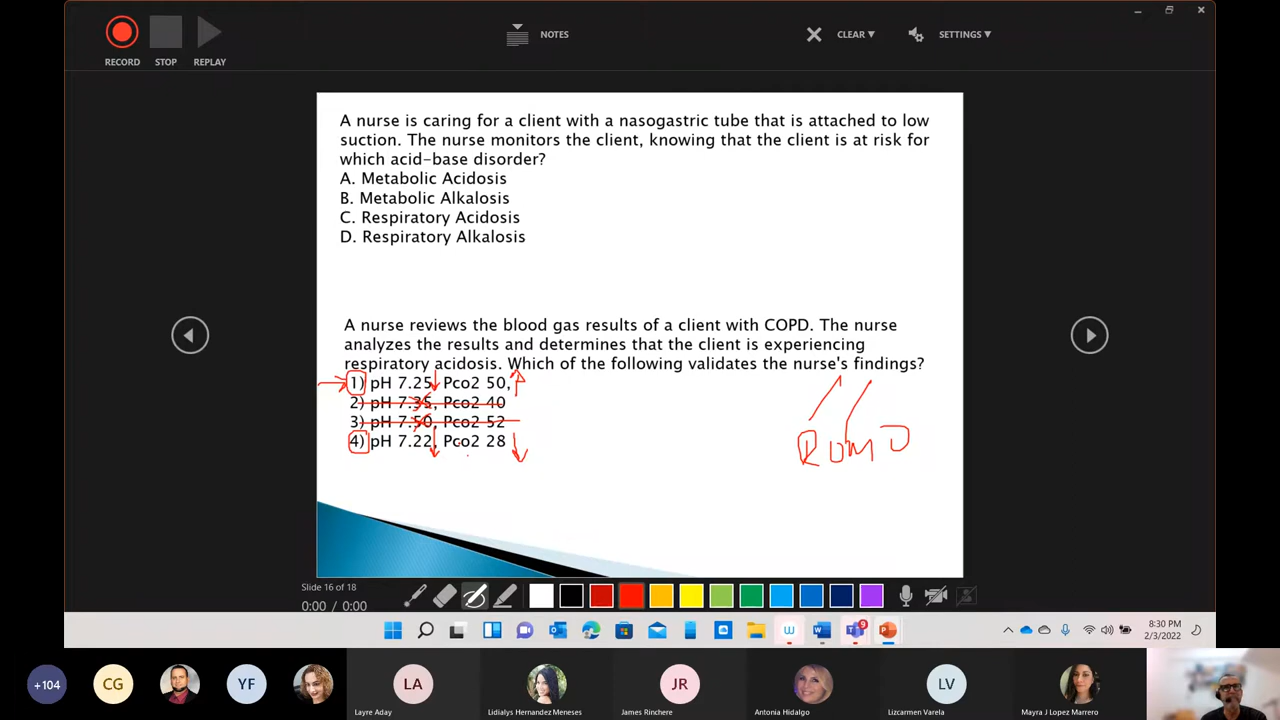 RECORD
STOP
REPLAY
NOTES
CLEAR
SETTINGS
A nurse is caring for a client with a nasogastric tube that is attached to low
suction. The nurse monitors the client, knowing that the client is at risk for
which acid-base disorder?
A. Metabolic Acidosis
B. Metabolic Alkalosis
C. Respiratory Acidosis
D. Respiratory Alkalosis
A nurse reviews the blood gas results of a client with COPD. The nurse
analyzes the results and determines that the client is experiencing
respiratory acidosis. Which of the following validates the nurse's findings?
1) pH 7.25, Pco2 50,
2) pH 7.35, Pco2 40
3) pH 7.50, Pco2 52
4) pH 7.22, Pco2 28
ROMO
Slide 16 of 18
0:00 / 0:00
9
8:30 PM
2/3/2022
+104
CG
YF
LA
JR
LV
Layre Aday
Lidialys Hernandez Meneses
James Rinchere
Antonia Hidalgo
Lizcarmen Varela
Mayra J Lopez Marrero